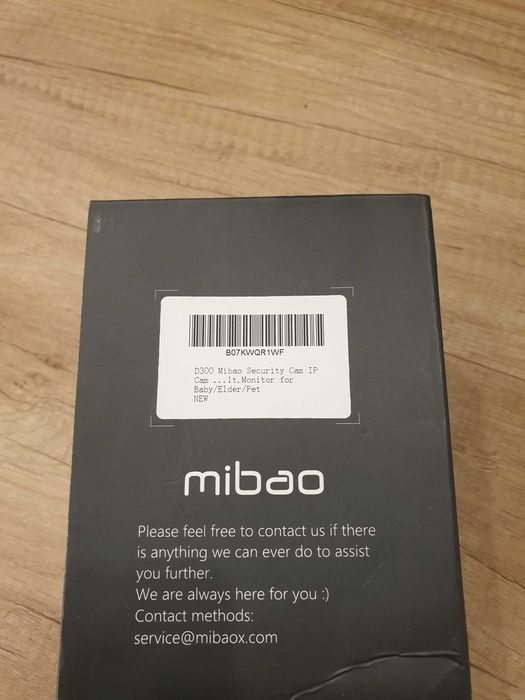 B07KWQR1WF
D300 Mibao Security Cam IP
Cam ...lt,Monitor for
Baby/Elder/Pet
NEW
mibao
Please feel free to contact us if there
is anything we can ever do to assist
you further.
We are always here for you :)
Contact methods:
service@mibaox.com